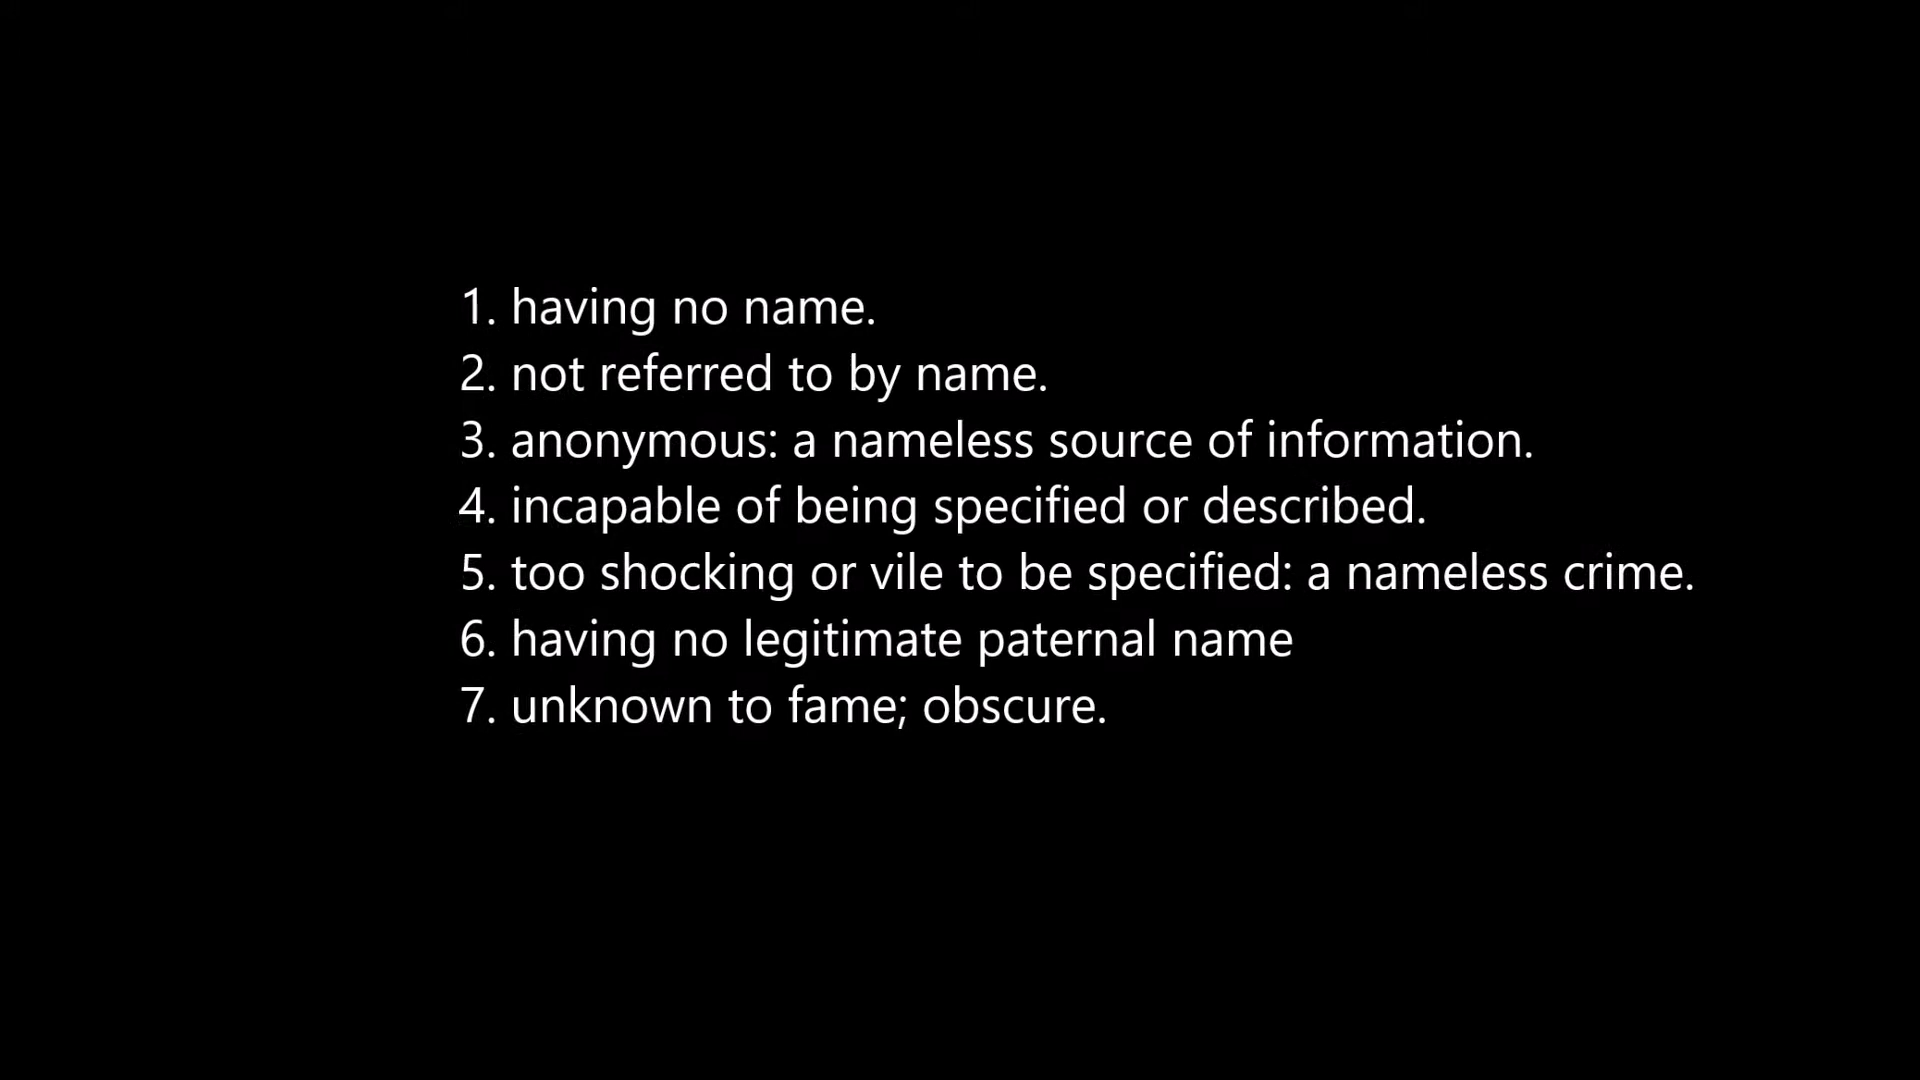 1. having no name.
2. not referred to by name.
3. anonymous: a nameless source of information.
4. incapable of being specified or described.
5. too shocking or vile to be specified: a nameless crime.
6. having no legitimate paternal name
7. unknown to fame; obscure.